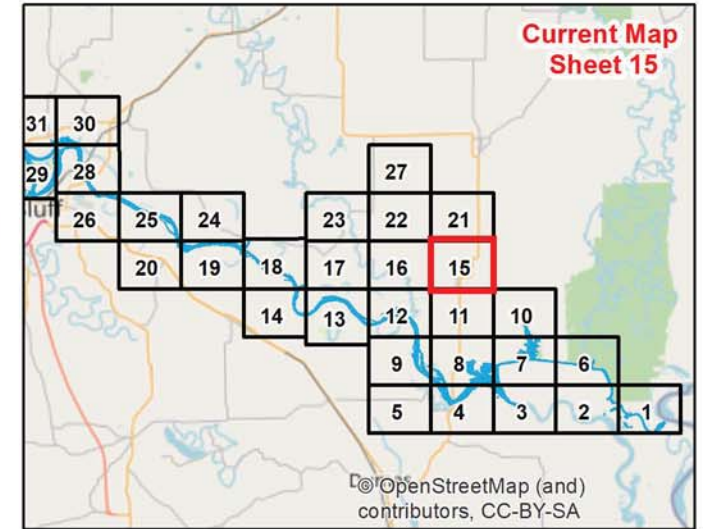 Current Map
Sheet 15
31 30
27
29 28
26 25 24 23 22 21
20 19 18 17 16 15
14 13 12 11 10
9 8 7 6
5 4 3 2 1
© OpenStreetMap (and)
contributors, CC-BY-SA